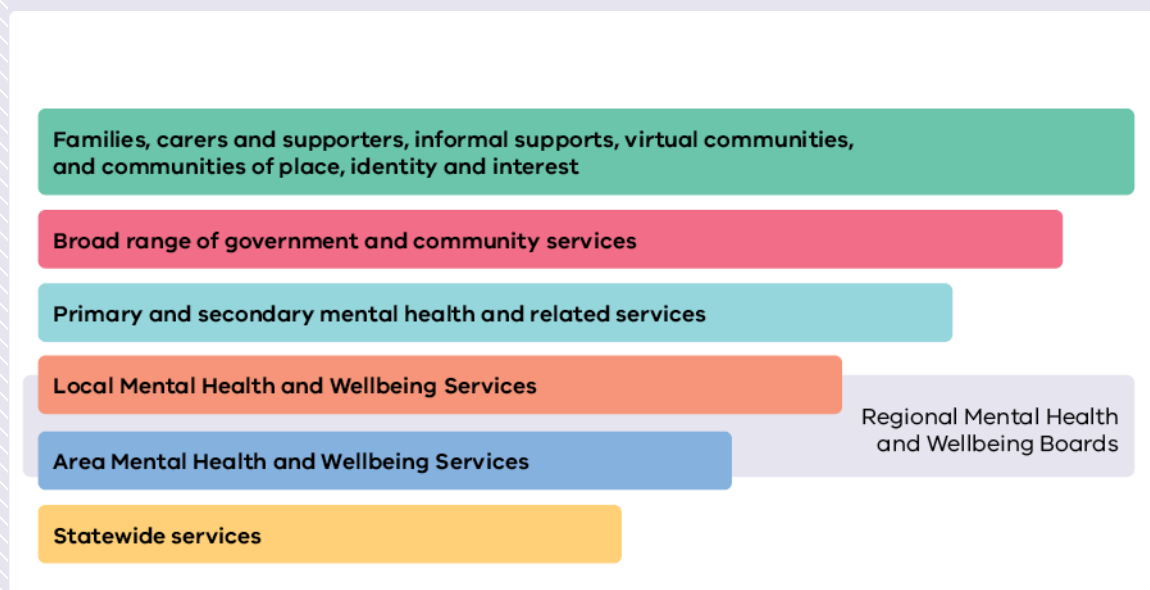 Families, carers and supporters, informal supports, virtual communities,
and communities of place, identity and interest
Broad range of government and community services
Primary and secondary mental health and related services
Local Mental Health and Wellbeing Services
Regional Mental Health
and Wellbeing Boards
Area Mental Health and Wellbeing Services
Statewide services